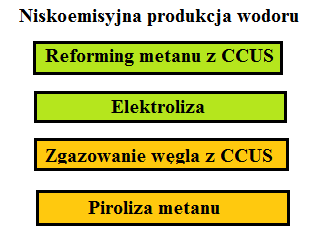 Niskoemisyjna produkcja wodoru
Reforming metanu z CCUS
Elektroliza
Zgazowanie węgla z CCUS
Piroliza metanu